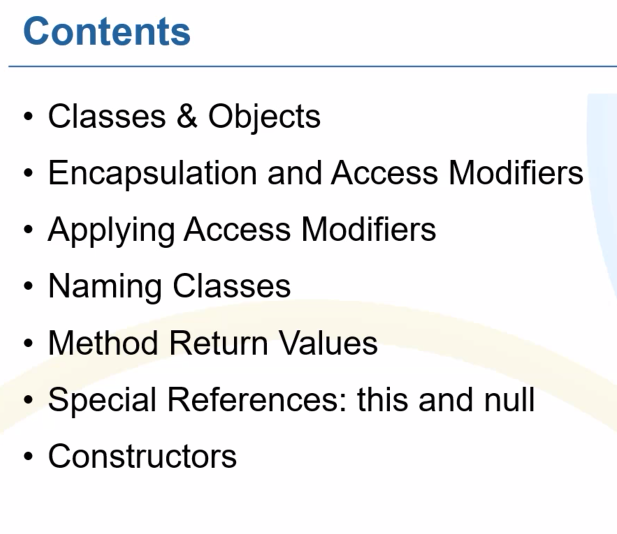 Contents
• Classes & Objects
• Encapsulation and Access Modifiers
• Applying Access Modifiers
• Naming Classes
• Method Return Values
• Special References: this and null
• Constructors